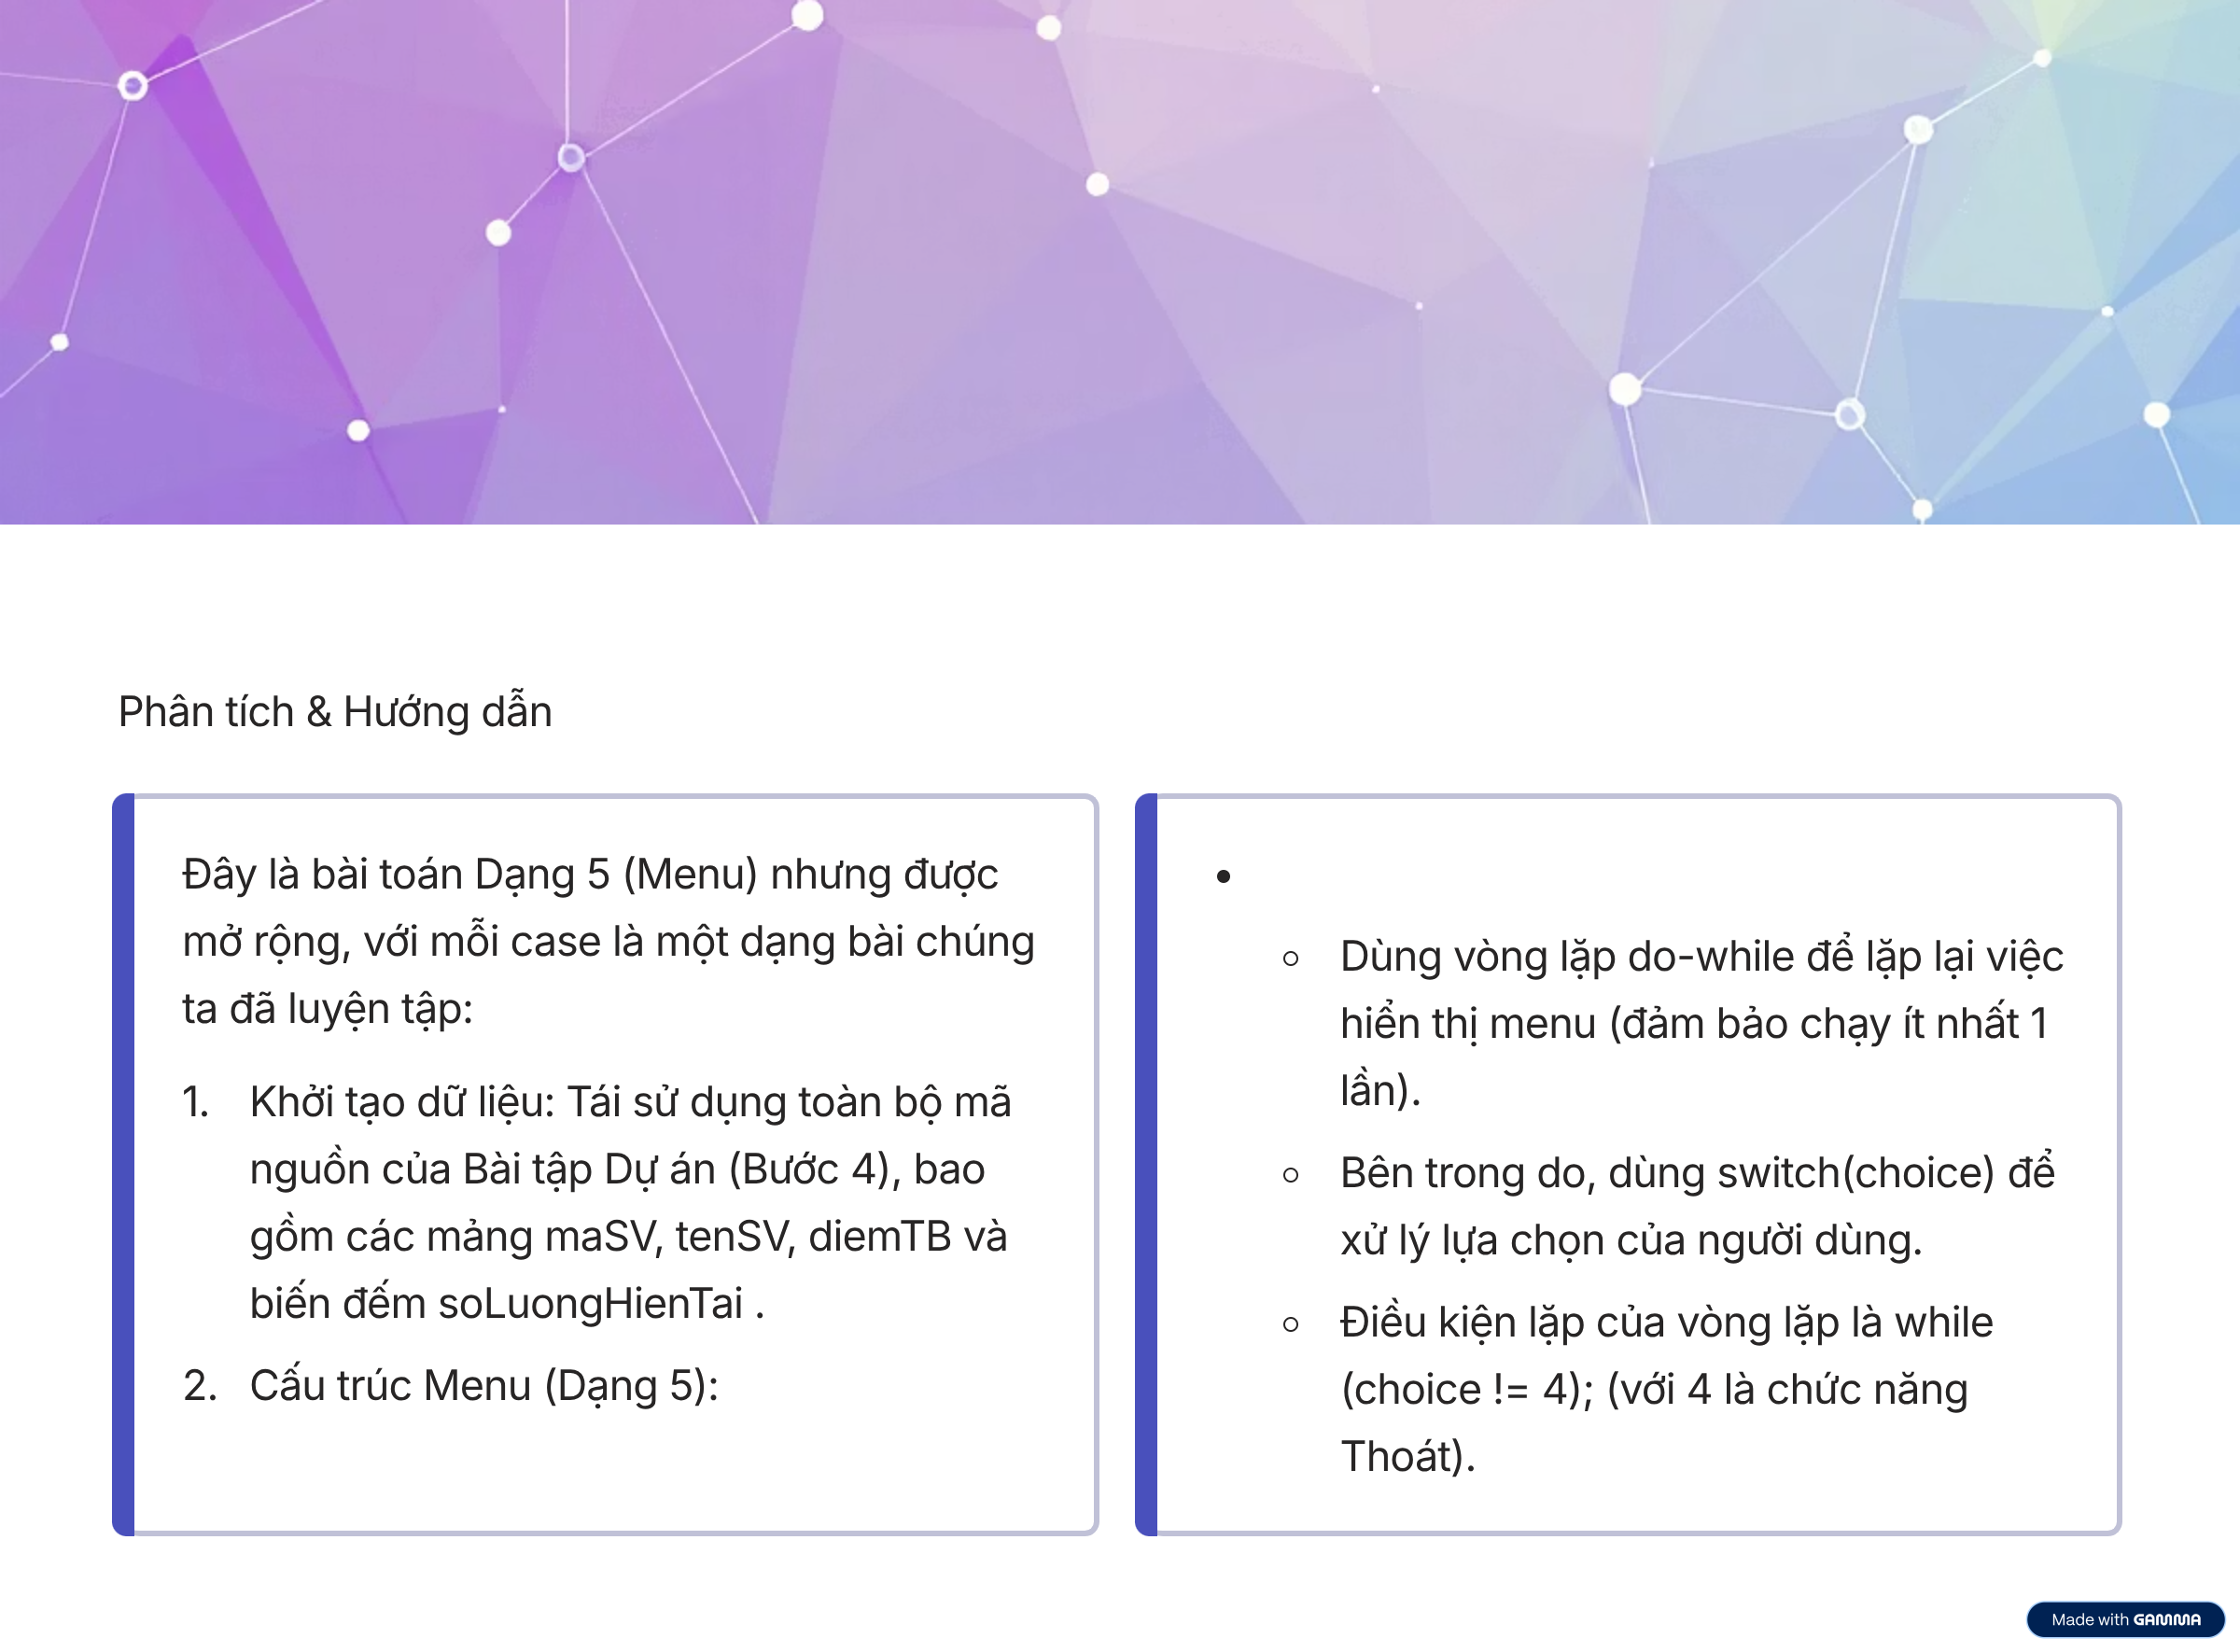 Phân tích & Hướng dẫn
Đây là bài toán Dạng 5 (Menu) nhưng được
mở rộng, với mỗi case là một dạng bài chúng
ta đã luyện tập:
1. Khởi tạo dữ liệu: Tái sử dụng toàn bộ mã
nguồn của Bài tập Dự án (Bước 4), bao
gồm các mảng maSV, tenSV, diemTB và
biến đếm soLuongHienTai .
2. Cấu trúc Menu (Dạng 5):
Dùng vòng lặp do-while để lặp lại việc
hiển thị menu (đảm bảo chạy ít nhất 1
lần).
Bên trong do, dùng switch(choice) để
xử lý lựa chọn của người dùng.
Điều kiện lặp của vòng lặp là while
(choice != 4); (với 4 là chức năng
Thoát).
Made with GAMMA